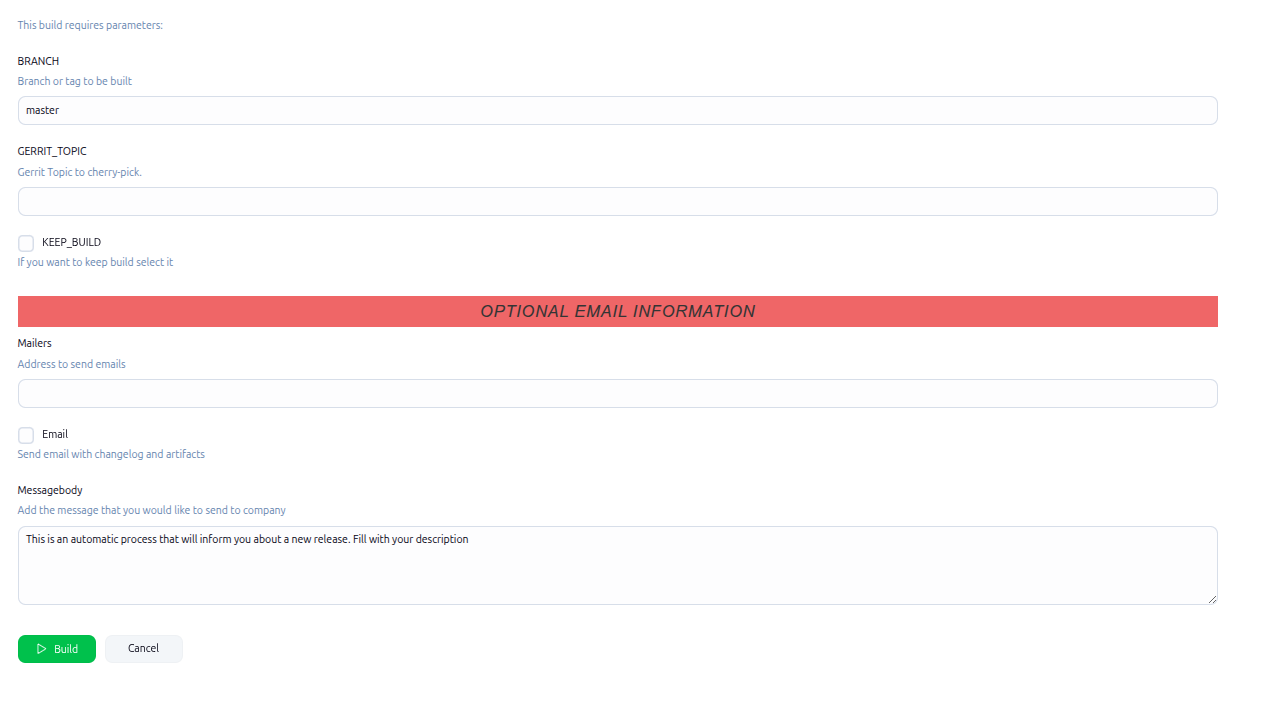 This build requires parameters:
BRANCH
Branch or tag to be built
master
GERRIT_TOPIC
Gerrit Topic to cherry-pick.
KEEP_BUILD
If you want to keep build select it
OPTIONAL EMAIL INFORMATION
Mailers
Address to send emails
Email
Send email with changelog and artifacts
Messagebody
Add the message that you would like to send to company
This is an automatic process that will inform you about a new release. Fill with your description
Build Cancel